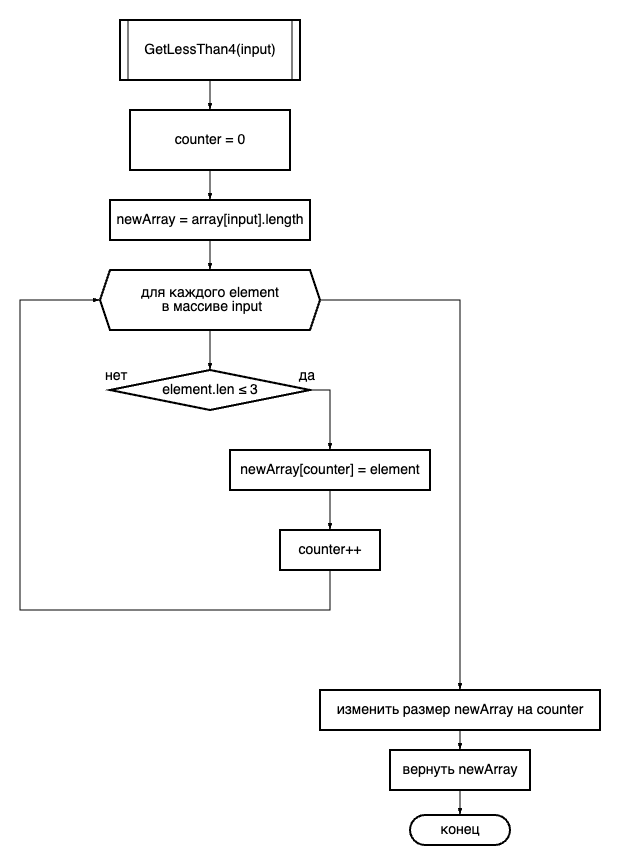 GetLessThan4(input)
counter = 0
newArray = array[input].length
для каждого element
в массиве input
нет
да
element.len ≤ 3
newArray[counter] = element
counter++
изменить размер newArray на counter
вернуть newArray
конец